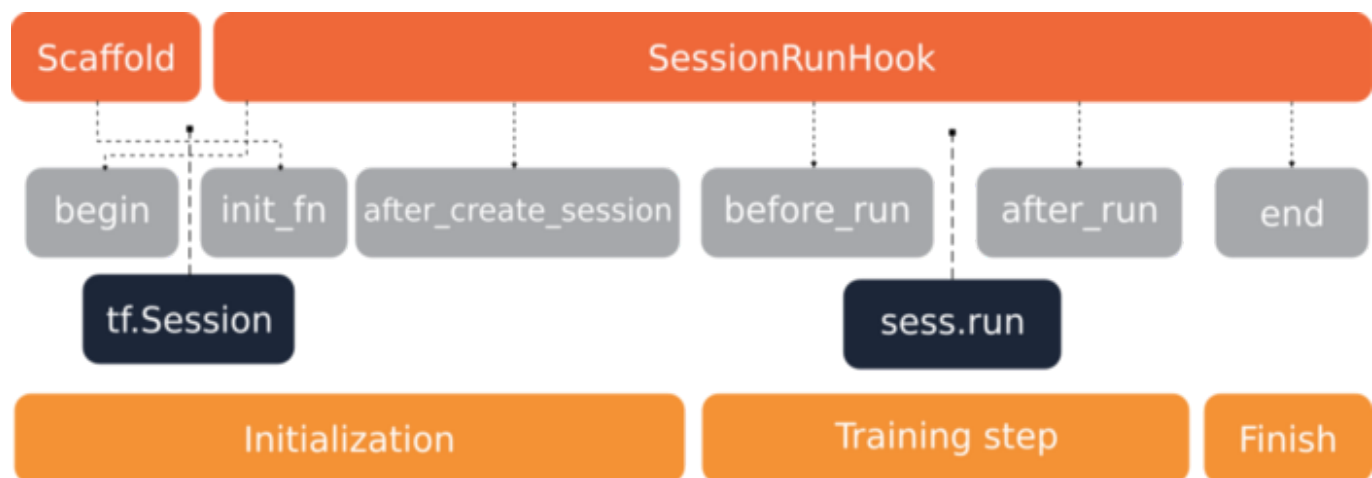 Scaffold
SessionRunHook
begin
init_fn
after_create_session
before_run
after_run
end
tf.Session
sess.run
Initialization
Training step
Finish